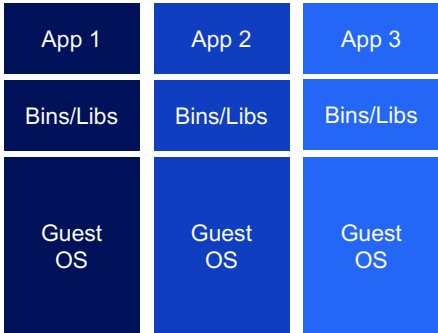 App 1 App 2 App 3
Bins/Libs Bins/Libs Bins/Libs
Guest Guest Guest
OS OS OS